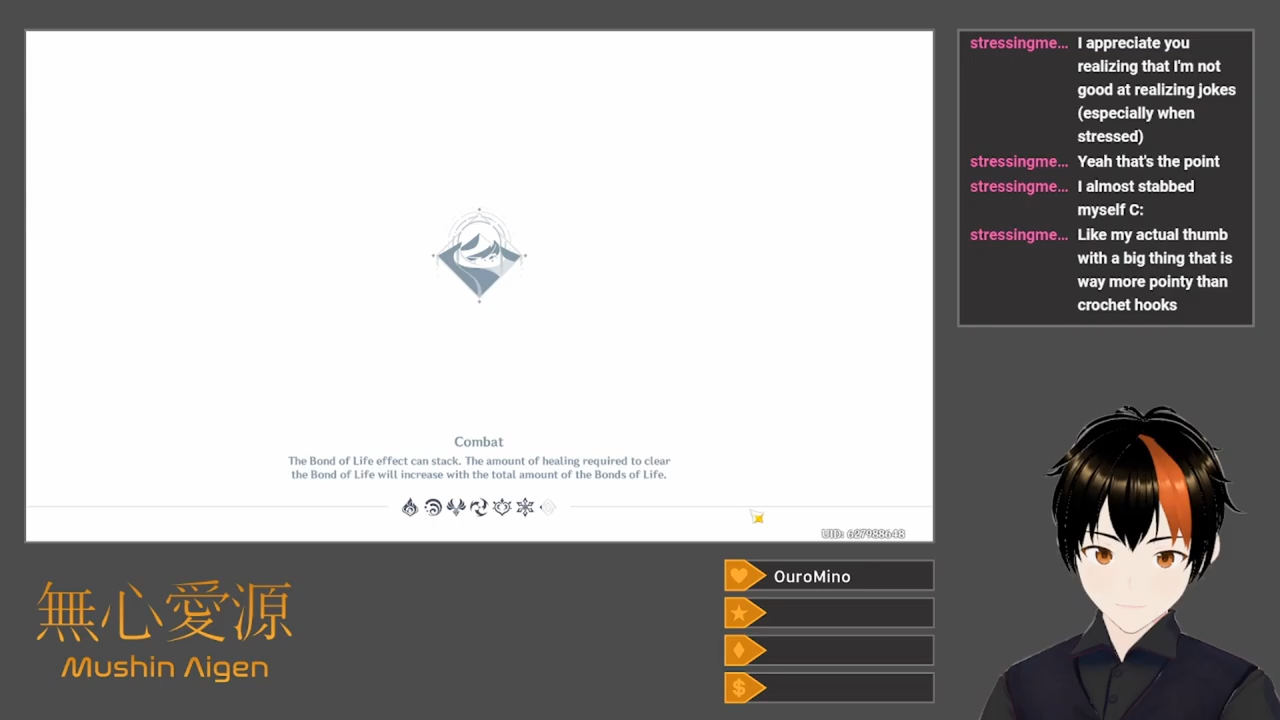 stressingme... I appreciate you
realizing that I'm not
good at realizing jokes
(especially when
stressed)
stressingme... Yeah that's the point
stressingme... I almost stabbed
myself C:
stressingme... Like my actual thumb
with a big thing that is
way more pointy than
crochet hooks
Combat
The Bond of Life effect can stack. The amount of healing required to clear
the Bond of Life will increase with the total amount of the Bonds of Life.
UID: 627988648
無心愛源
Mushin Aigen
OuroMino
$